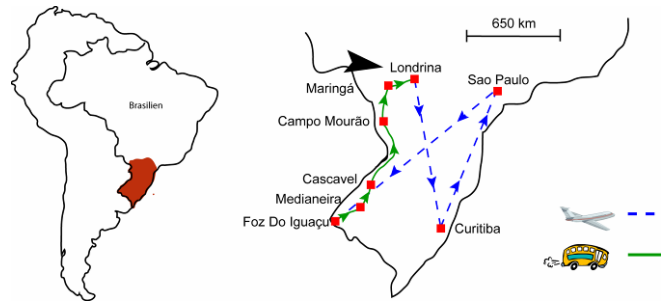 Brasilien
650 km
Londrina
Sao Paulo
Maringá
Campo Mourão
Cascavel
Medianeira
Foz Do Iguaçu
Curitiba